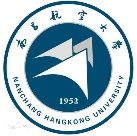 南昌航空大学
1952
NANCHANG HANGKONG UNIVERSITY